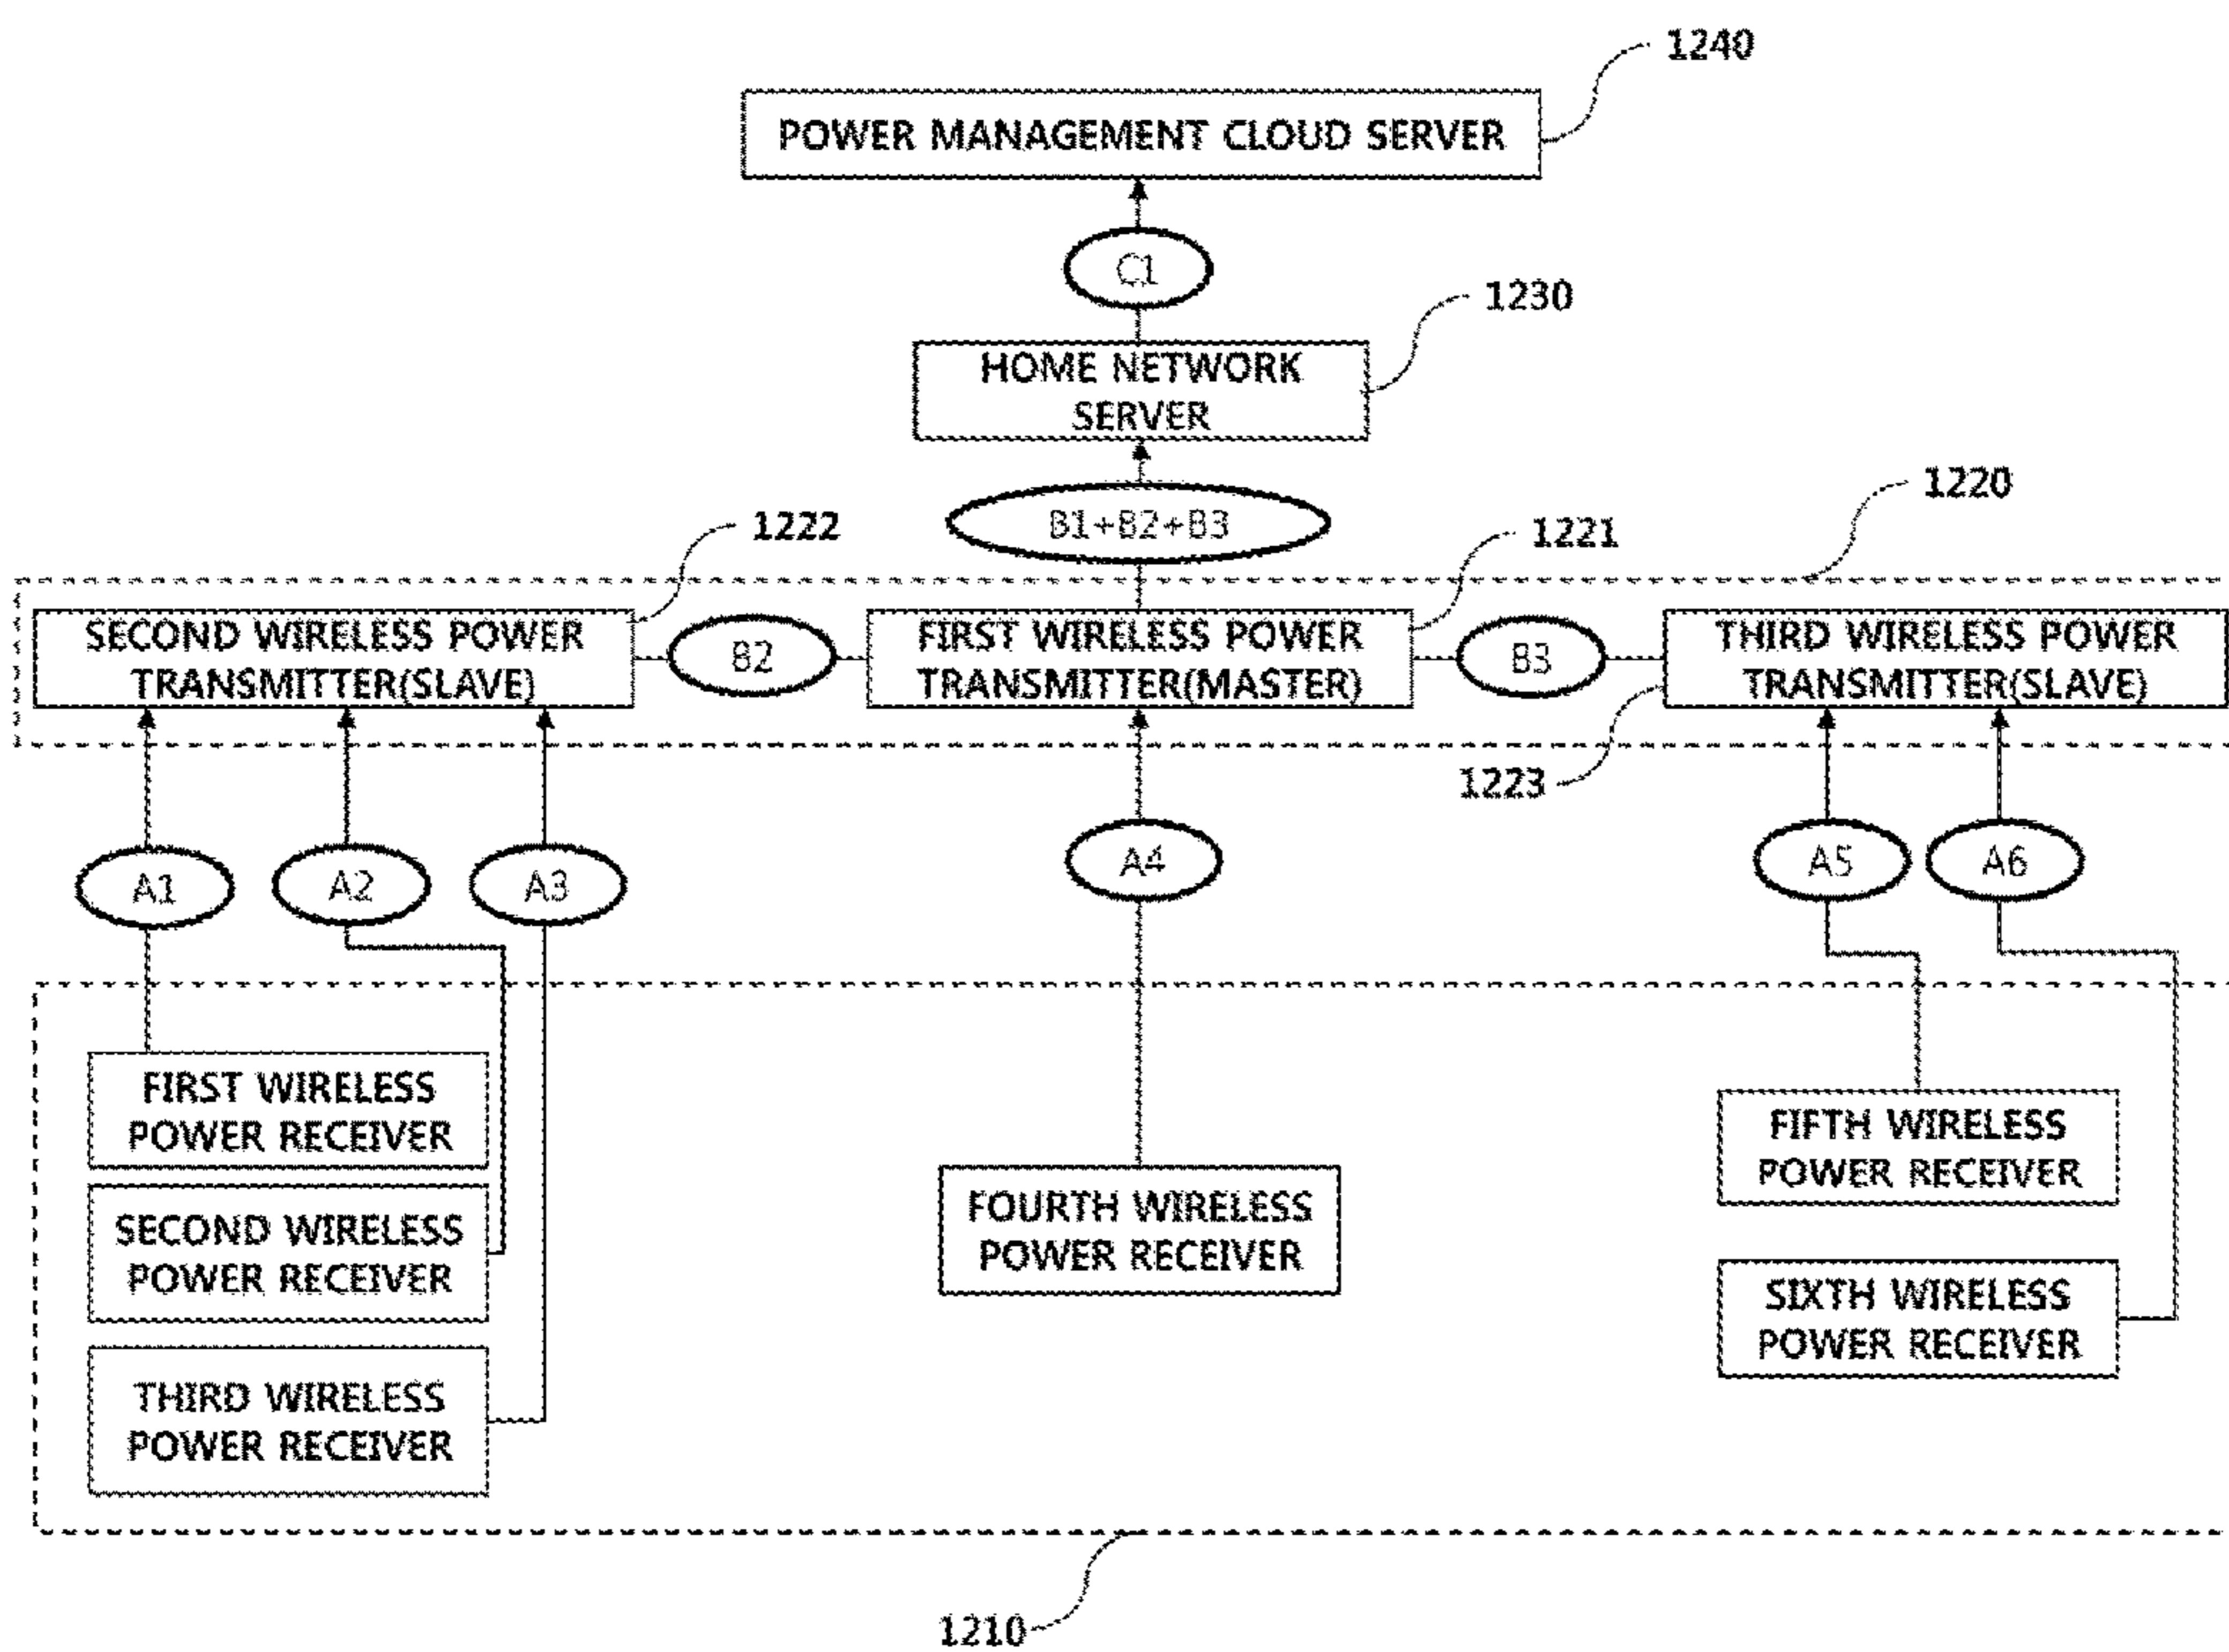 1240
POWER MANAGEMENT CLOUD SERVER
C1
1230
HOME NETWORK
SERVER
1220
1222
B1+B2+B3
1221
SECOND WIRELESS POWER
TRANSMITTER(SLAVE)
B2
FIRST WIRELESS POWER
TRANSMITTER(MASTER)
B3
THIRD WIRELESS POWER
TRANSMITTER(SLAVE)
1223
A1
A2
A3
A4
A5
A6
FIRST WIRELESS
POWER RECEIVER
SECOND WIRELESS
POWER RECEIVER
THIRD WIRELESS
POWER RECEIVER
FOURTH WIRELESS
POWER RECEIVER
FIFTH WIRELESS
POWER RECEIVER
SIXTH WIRELESS
POWER RECEIVER
1210